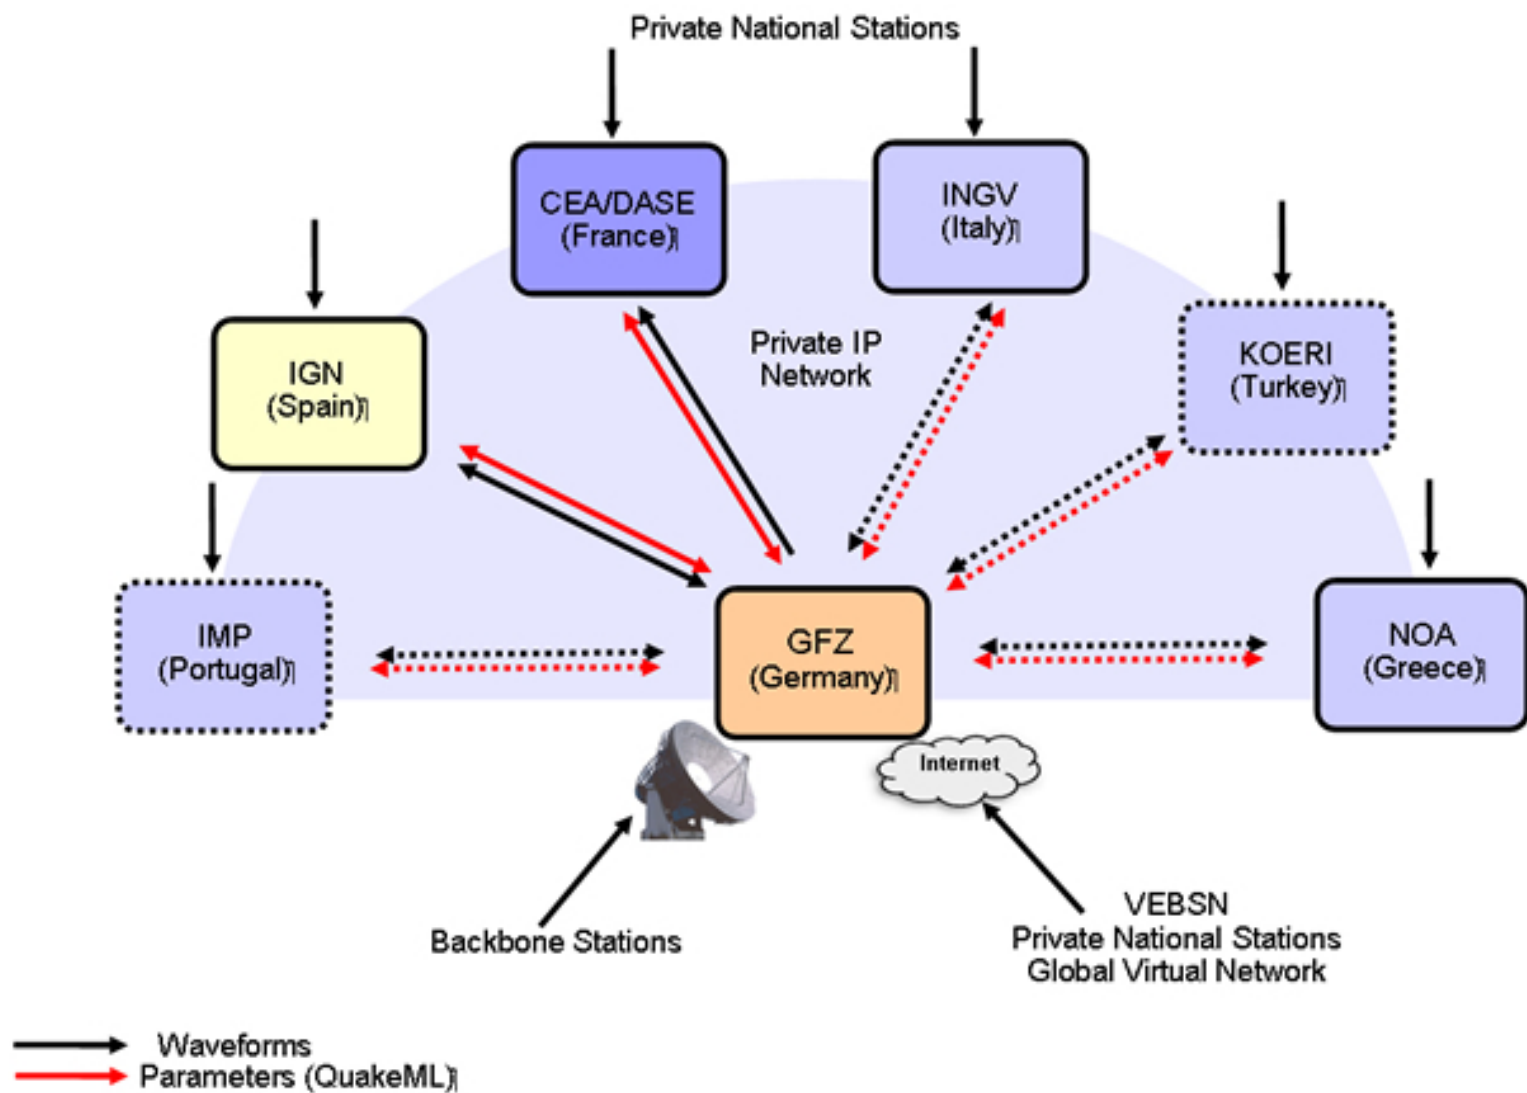 Private National Stations
CEA/DASE
(France)¶
INGV
(Italy)¶
Private IP
Network
IGN
(Spain)¶
KOERI
(Turkey)¶
IMP
(Portugal)¶
GFZ
(Germany)¶
NOA
(Greece)¶
Internet
Backbone Stations
VEBSN
Private National Stations
Global Virtual Network
Waveforms
Parameters (QuakeML)¶